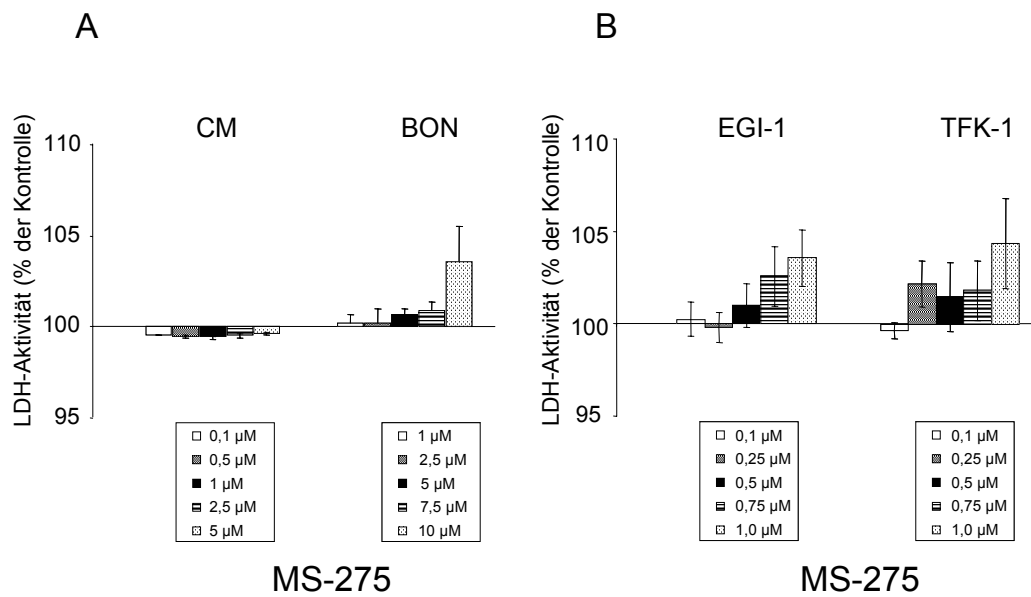 A
CM
BON
LDH-Aktivität (% der Kontrolle)
110
105
100
95
0,1 µM
0,5 µM
1 µM
2,5 µM
5 µM
1 µM
2,5 µM
5 µM
7,5 µM
10 µM
MS-275
B
EGI-1
TFK-1
LDH-Aktivität (% der Kontrolle)
110
105
100
95
0,1 µM
0,25 µM
0,5 µM
0,75 µM
1,0 µM
0,1 µM
0,25 µM
0,5 µM
0,75 µM
1,0 µM
MS-275